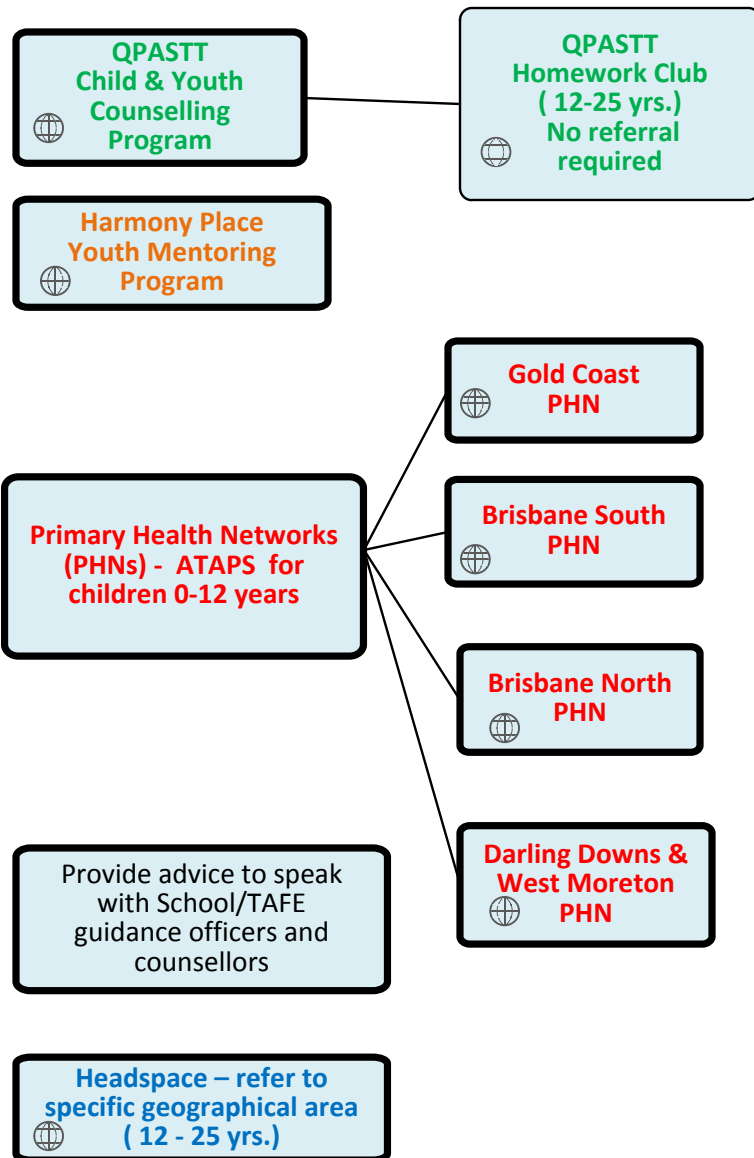 QPASTT
Child & Youth
Counselling
Program
QPASTT
Homework Club
( 12-25 yrs.)
No referral
required
Harmony Place
Youth Mentoring
Program
Gold Coast
PHN
Primary Health Networks
(PHNs) - ATAPS for
children 0-12 years
Brisbane South
PHN
Brisbane North
PHN
Darling Downs &
West Moreton
PHN
Provide advice to speak
with School/TAFE
guidance officers and
counsellors
Headspace – refer to
specific geographical area
( 12 - 25 yrs.)